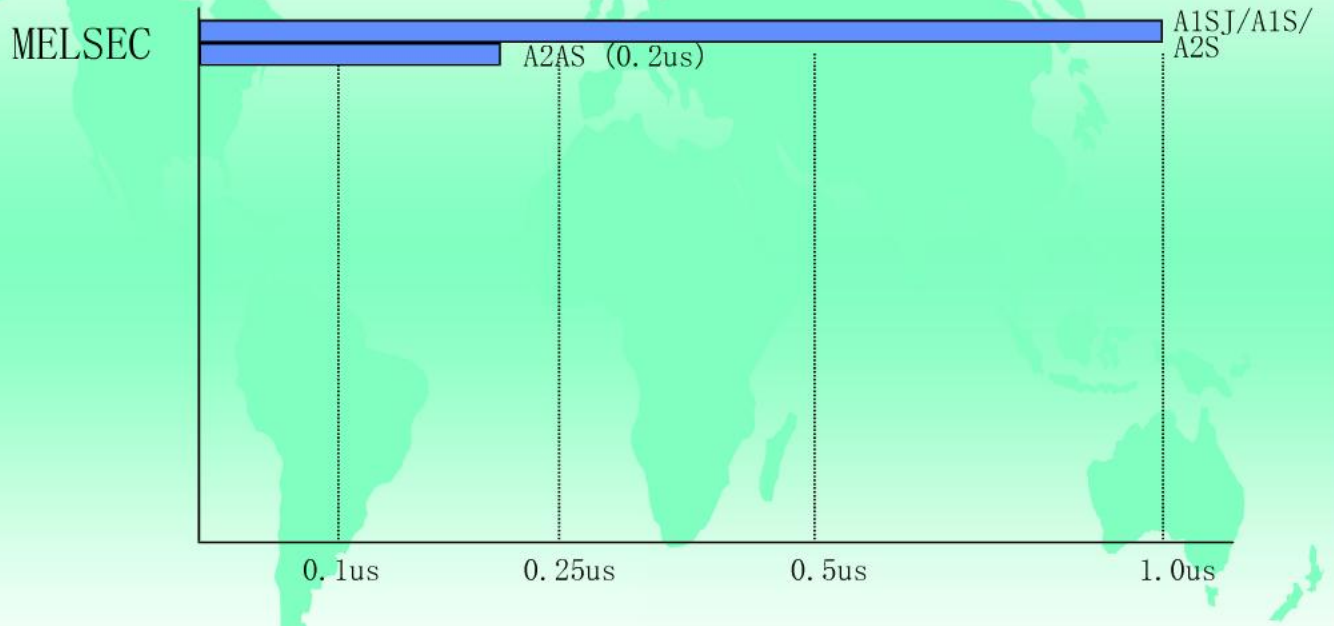 MELSEC
A1SJ/A1S/
A2S
A2AS (0.2us)
0.1us
0.25us
0.5us
1.0us